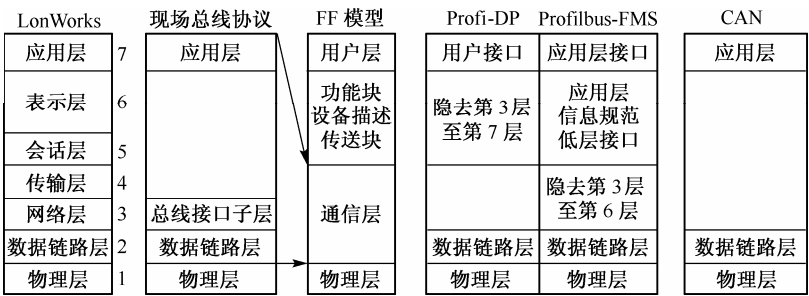 LonWorks
应用层 7
表示层 6
会话层 5
传输层 4
网络层 3
数据链路层 2
物理层 1
现场总线协议
应用层
总线接口子层
数据链路层
物理层
FF 模型
用户层
功能块
设备描述
传送块
通信层
物理层
Profi-DP
用户接口
隐去第 3层
至第 7 层
数据链路层
物理层
Profilbus-FMS
应用层接口
应用层
信息规范
低层接口
隐去第 3层
至第 6 层
数据链路层
物理层
CAN
应用层
数据链路层
物理层